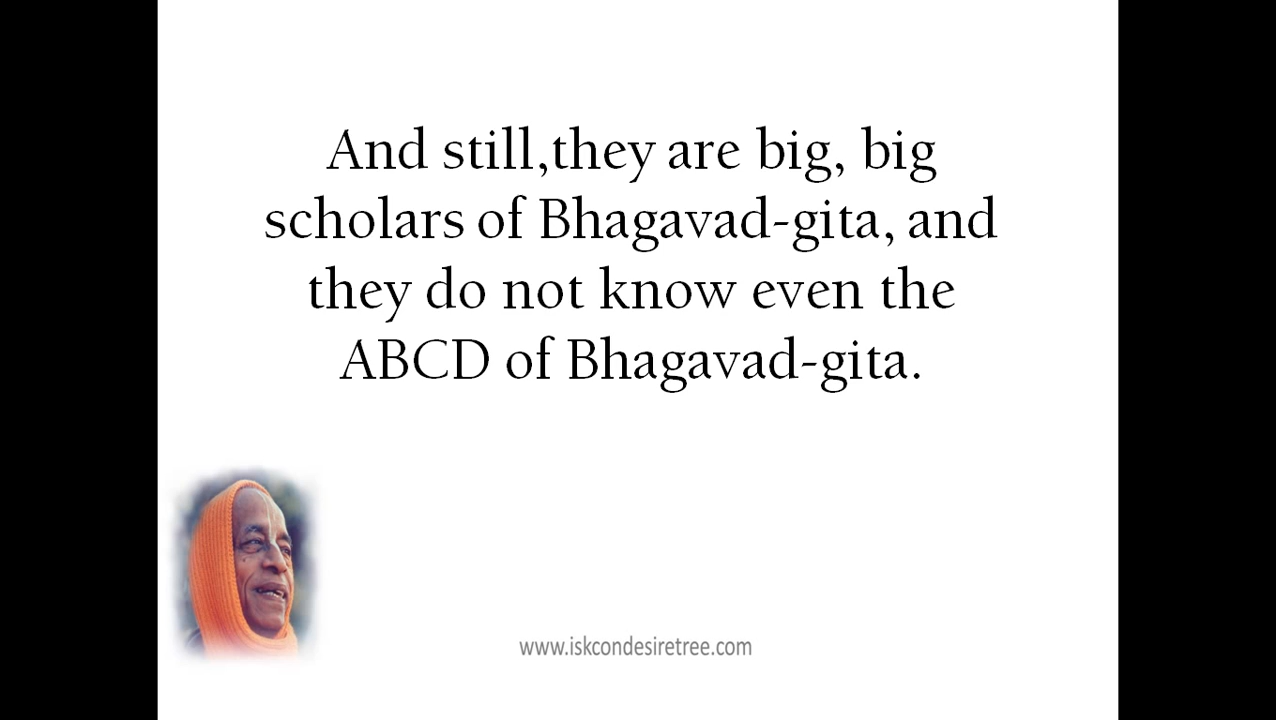 And still,they are big, big
scholars of Bhagavad-gita, and
they do not know even the
ABCD of Bhagavad-gita.
www.iskcondesiretree.com